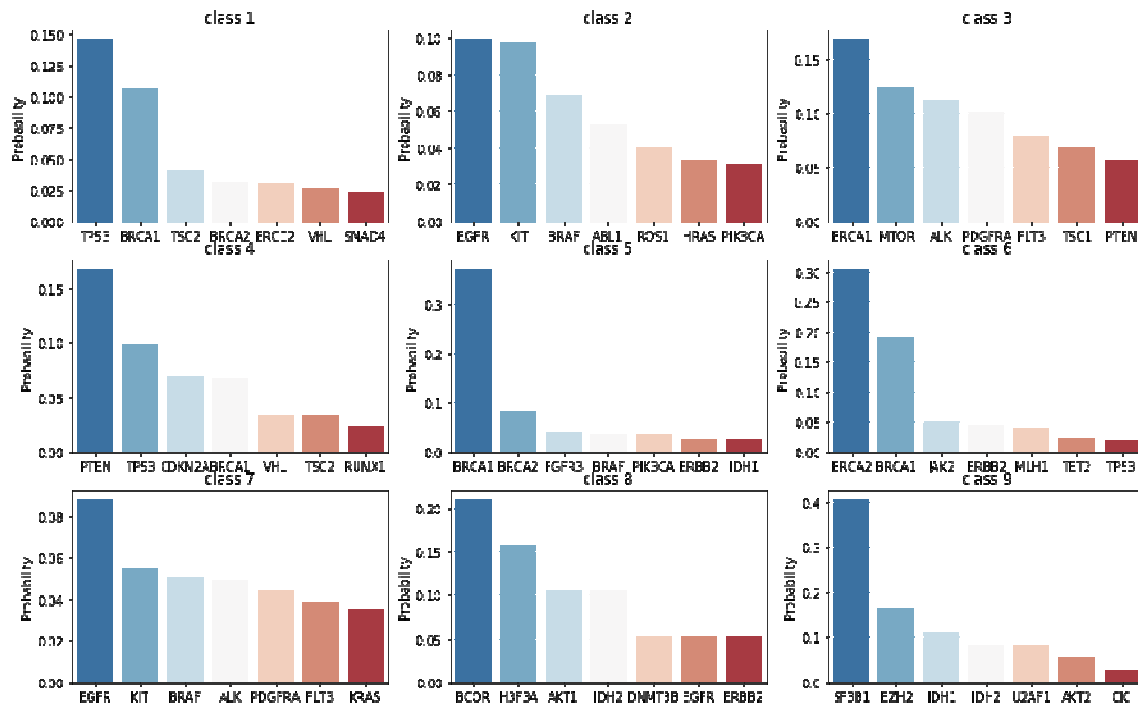 class 1
Probability
0.150
0.125
0.100
0.075
0.050
0.025
0.000
TP53 BRCA1 TSC2 BRCA2 ERCC2 VHL SMAD4
class 2
Probability
0.10
0.08
0.06
0.04
0.02
0.00
EGFR KIT BRAF ABL1 ROS1 HRAS PIK3CA
class 3
Probability
0.15
0.10
0.05
0.00
BRCA1 MTOR ALK PDGFRA FLT3 TSC1 PTEN
class 4
Probability
0.15
0.10
0.05
0.00
PTEN TP53 CDKN2A BRCA1 VHL TSC2 RUNX1
class 5
Probability
0.3
0.2
0.1
0.0
BRCA1 BRCA2 FGFR3 BRAF PIK3CA ERBB2 IDH1
class 6
Probability
0.30
0.25
0.20
0.15
0.10
0.05
0.00
BRCA2 BRCA1 JAK2 ERBB2 MLH1 TET2 TP53
class 7
Probability
0.08
0.06
0.04
0.02
0.00
EGFR KIT BRAF ALK PDGFRA FLT3 KRAS
class 8
Probability
0.20
0.15
0.10
0.05
0.00
BCOR H3F3A AKT1 IDH2 DNMT3B EGFR ERBB2
class 9
Probability
0.4
0.3
0.2
0.1
0.0
SF3B1 EZH2 IDH1 IDH2 U2AF1 AKT2 CIC